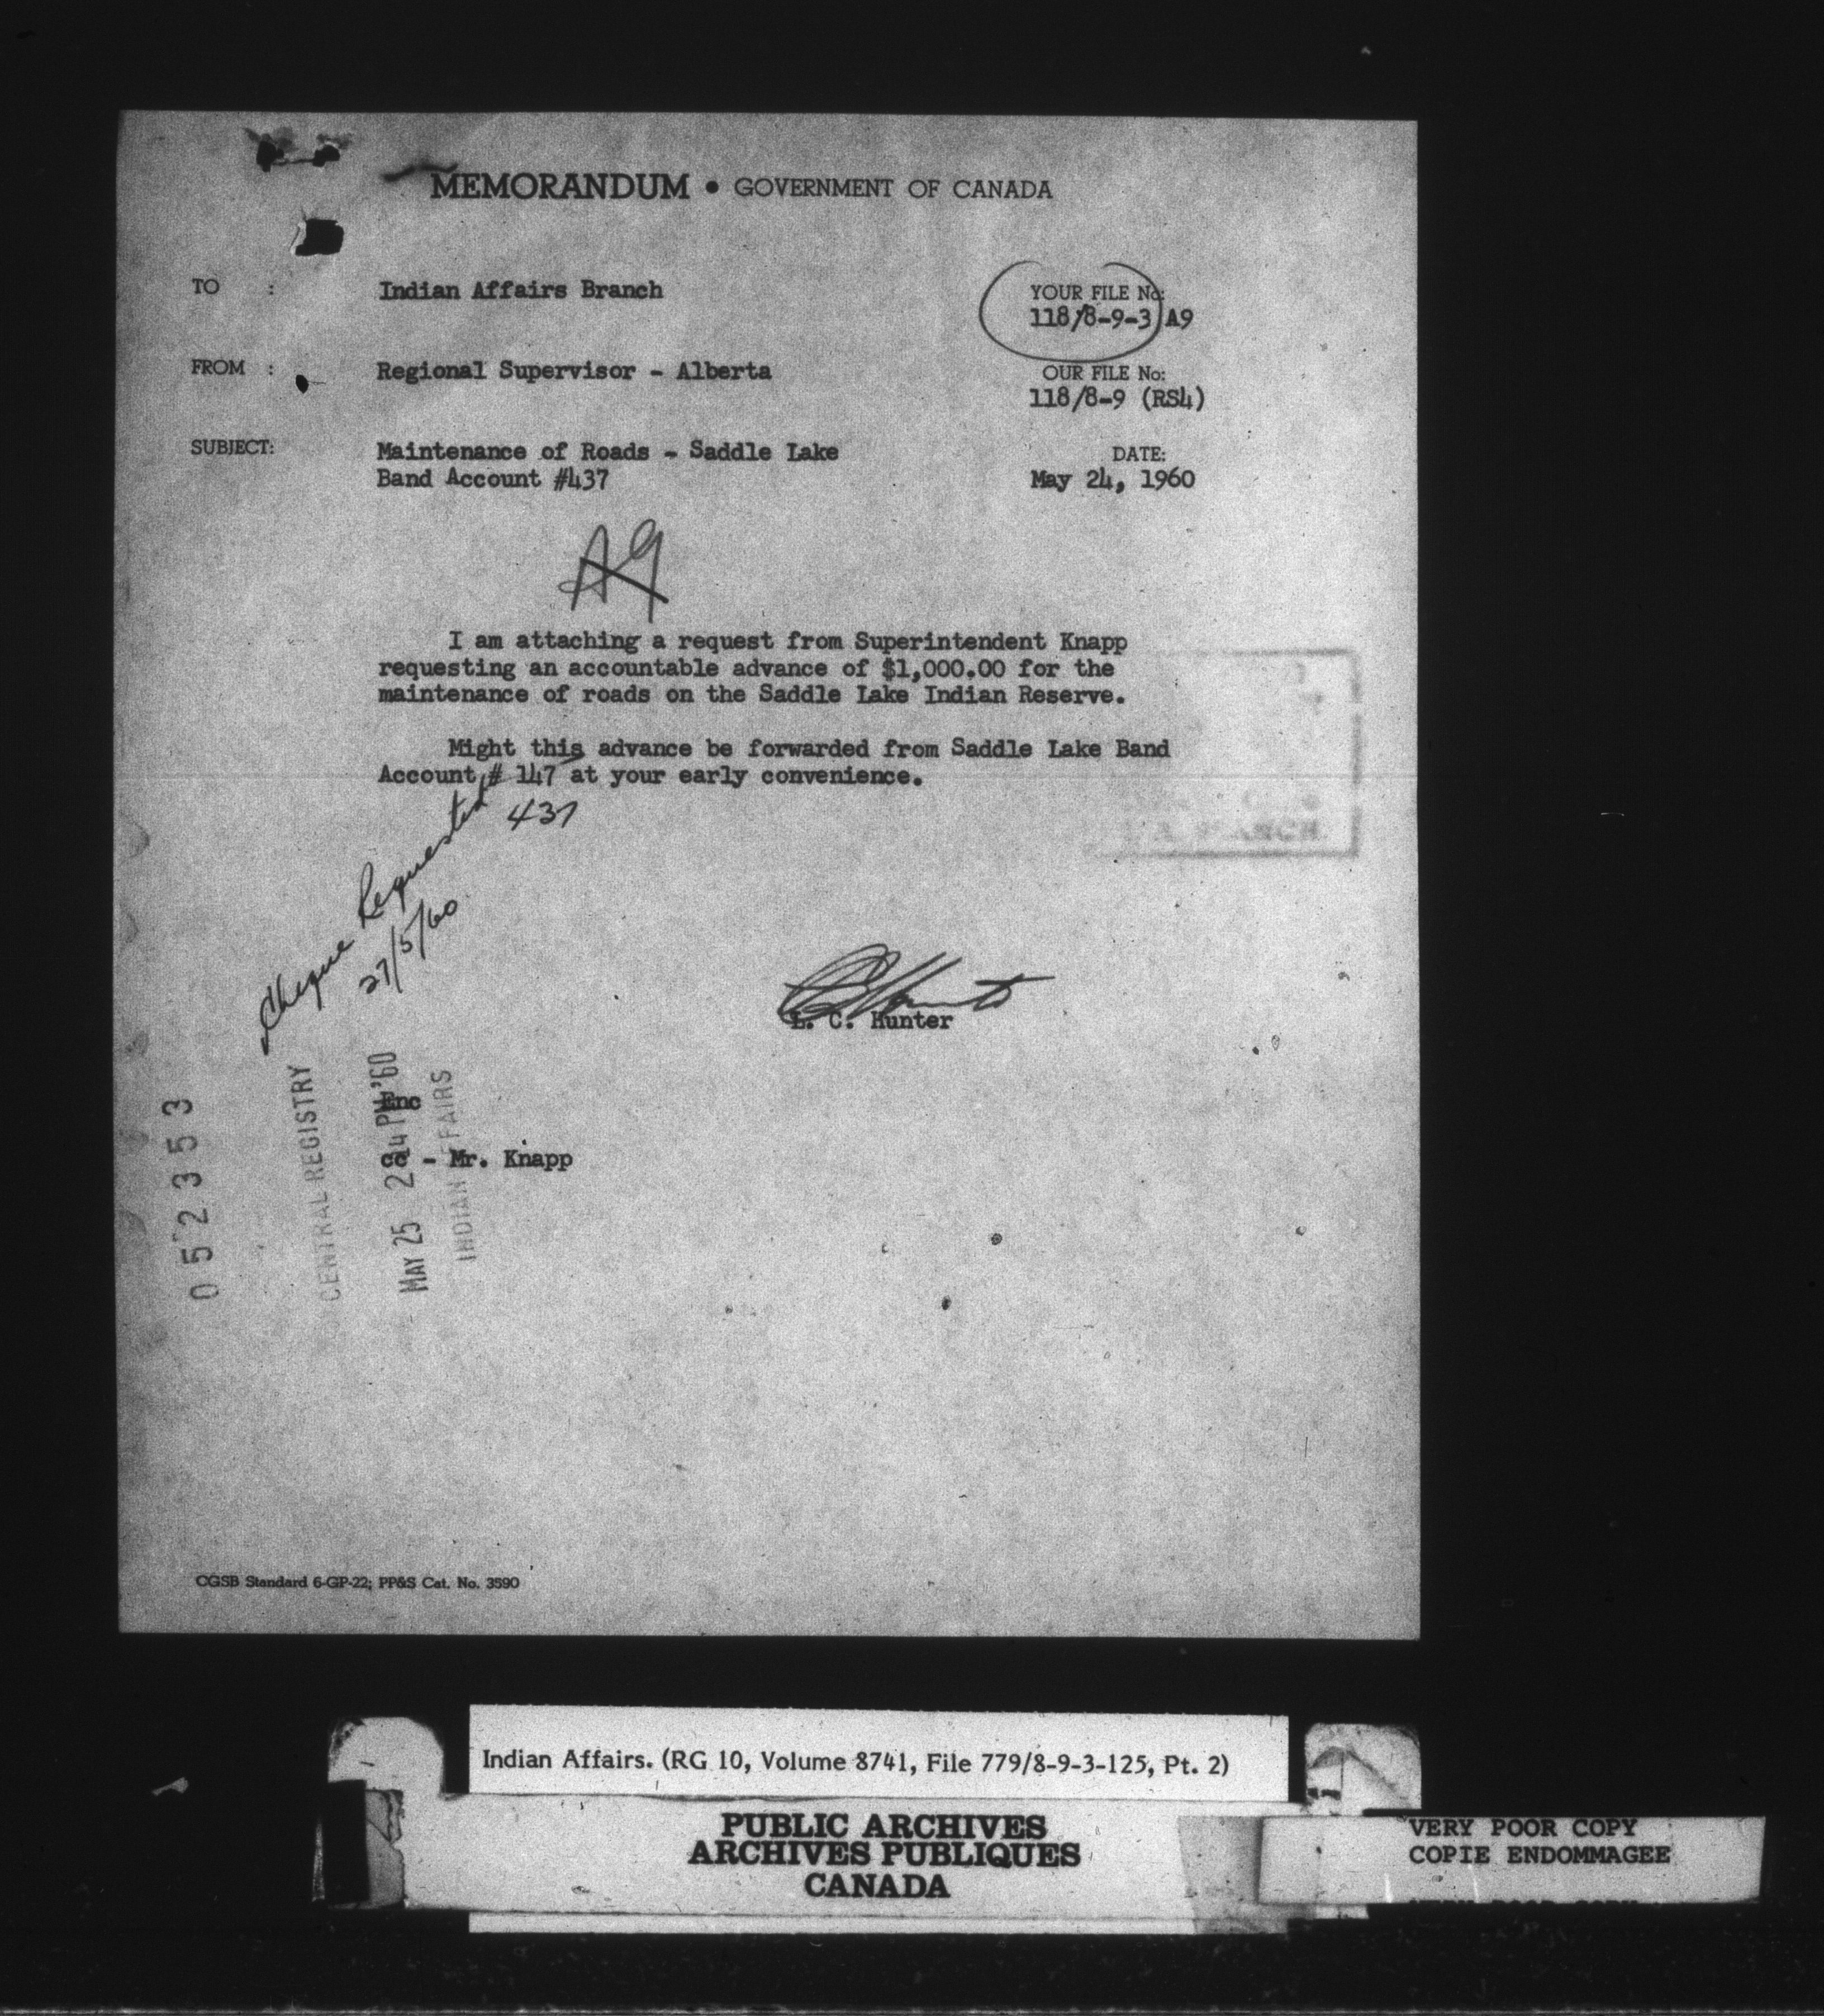 MEMORANDUM • GOVERNMENT OF CANADA
TO : Indian Affairs Branch
YOUR FILE No:
118/8-9-3 A9
FROM : Regional Supervisor - Alberta
OUR FILE No:
118/8-9 (RS4)
SUBJECT: Maintenance of Roads - Saddle Lake
Band Account #437
DATE:
May 24, 1960
A9
I am attaching a request from Superintendent Knapp
requesting an accountable advance of $1,000.00 for the
maintenance of roads on the Saddle Lake Indian Reserve.
Might this advance be forwarded from Saddle Lake Band
Account # 147 at your early convenience.
437
Cheque Requested
27/5/60
L. C. Hunter
Enc
cc - Mr. Knapp
052353
CENTRAL REGISTRY
MAY 25 2 PM '60
INDIAN AFFAIRS
CGSB Standard 6-GP-22; PP&S Cat. No. 3590
Indian Affairs. (RG 10, Volume 8741, File 779/8-9-3-125, Pt. 2)
PUBLIC ARCHIVES
ARCHIVES PUBLIQUES
CANADA
VERY POOR COPY
COPIE ENDOMMAGEE